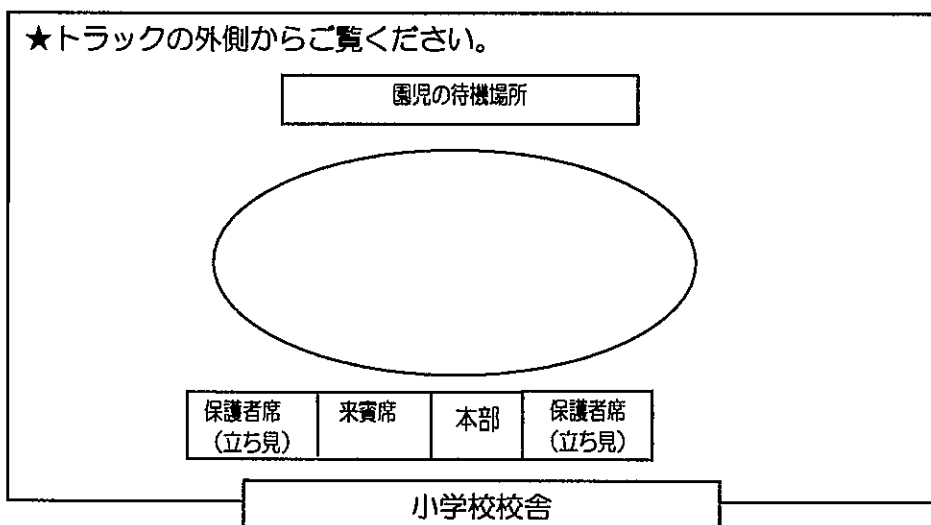 ★トラックの外側からご覧ください。
園児の待機場所
保護者席
(立ち見)
来賓席
本部
保護者席
(立ち見)
小学校校舎